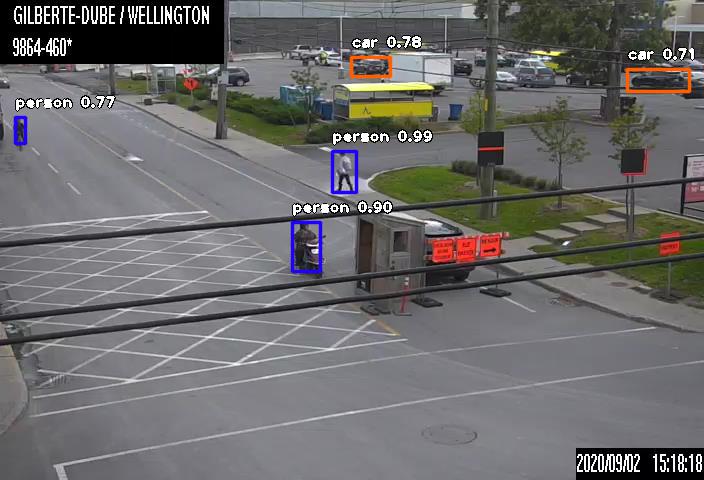 GILBERTE-DUBE / WELLINGTON
9864-460*
car 0.78
car 0.71
person 0.77
person 0.99
person 0.90
2020/09/02 15:18:18